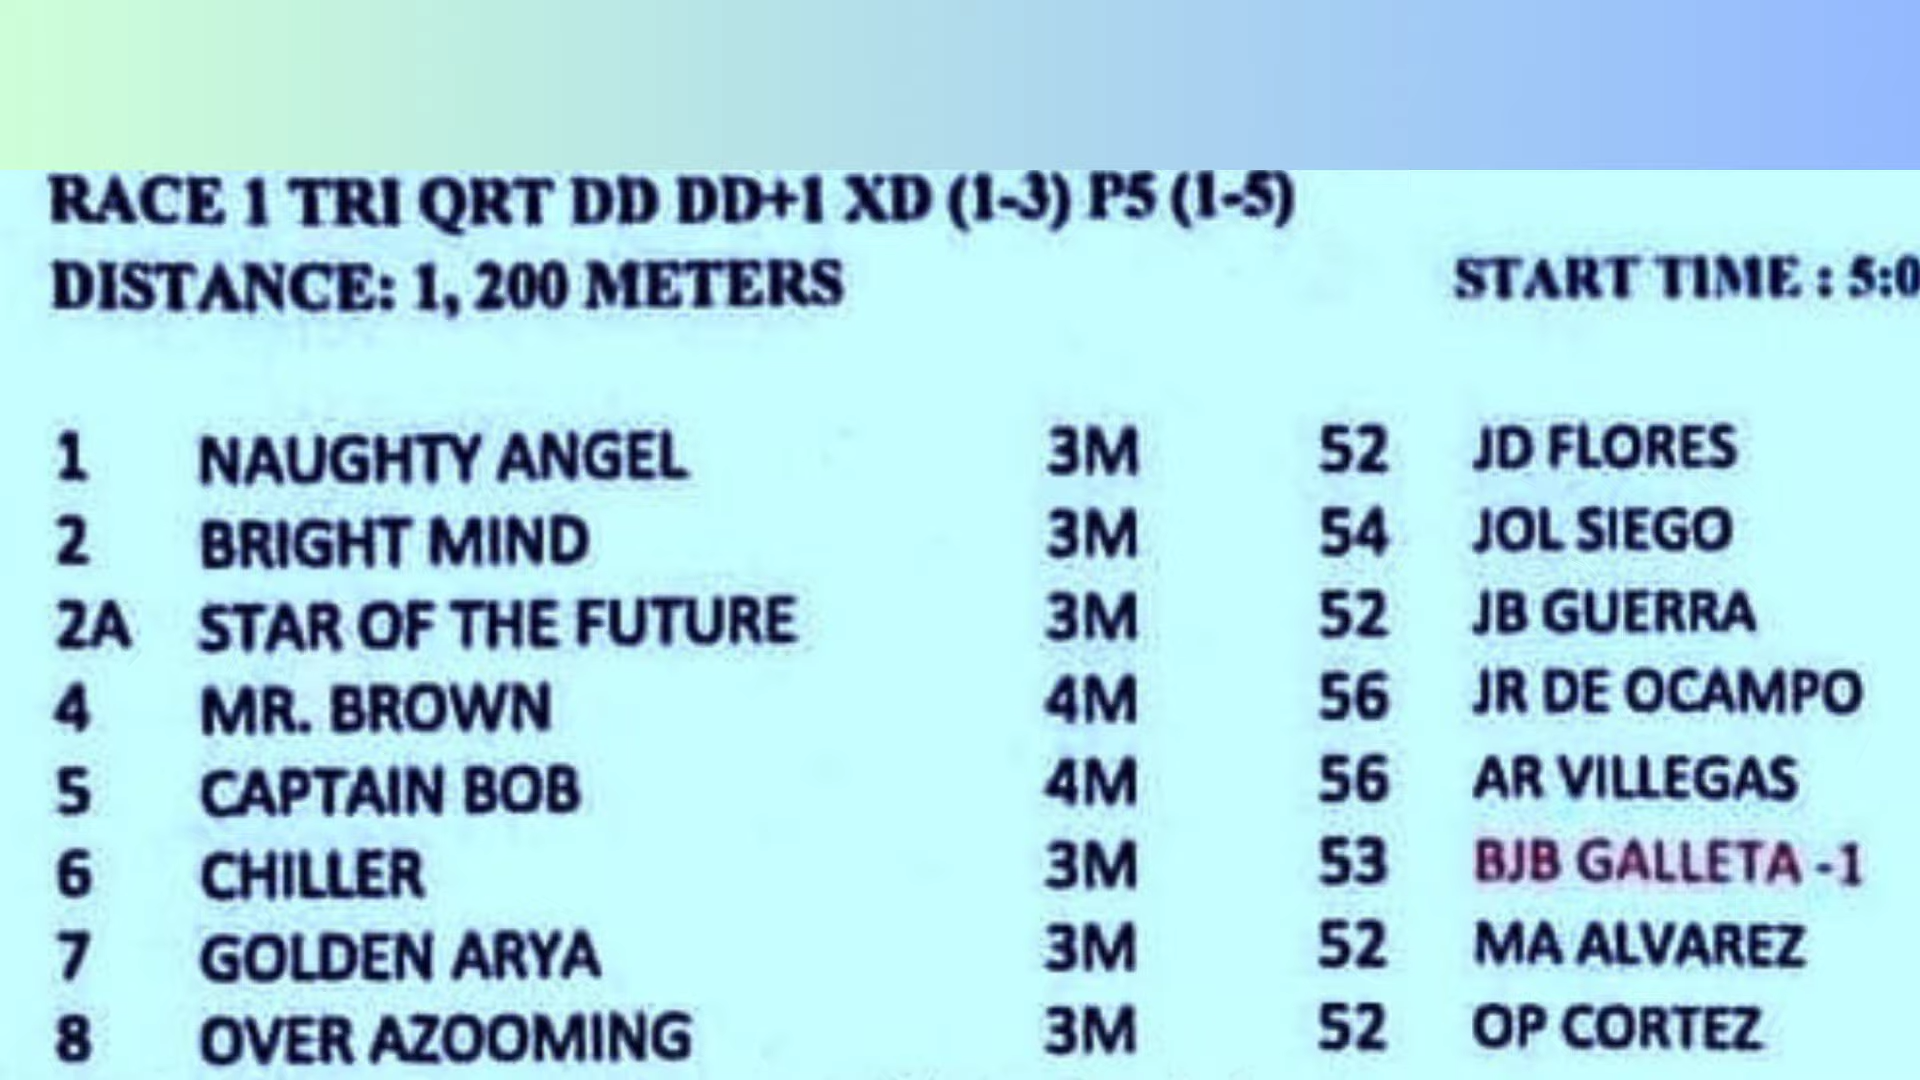 RACE 1 TRI QRT DD DD+1 XD (1-3) P5 (1-5)
DISTANCE: 1, 200 METERS START TIME : 5:0
1 NAUGHTY ANGEL 3M 52 JD FLORES
2 BRIGHT MIND 3M 54 JOL SIEGO
2A STAR OF THE FUTURE 3M 52 JB GUERRA
4 MR. BROWN 4M 56 JR DE OCAMPO
5 CAPTAIN BOB 4M 56 AR VILLEGAS
6 CHILLER 3M 53 BJB GALLETA -1
7 GOLDEN ARYA 3M 52 MA ALVAREZ
8 OVER AZOOMING 3M 52 OP CORTEZ